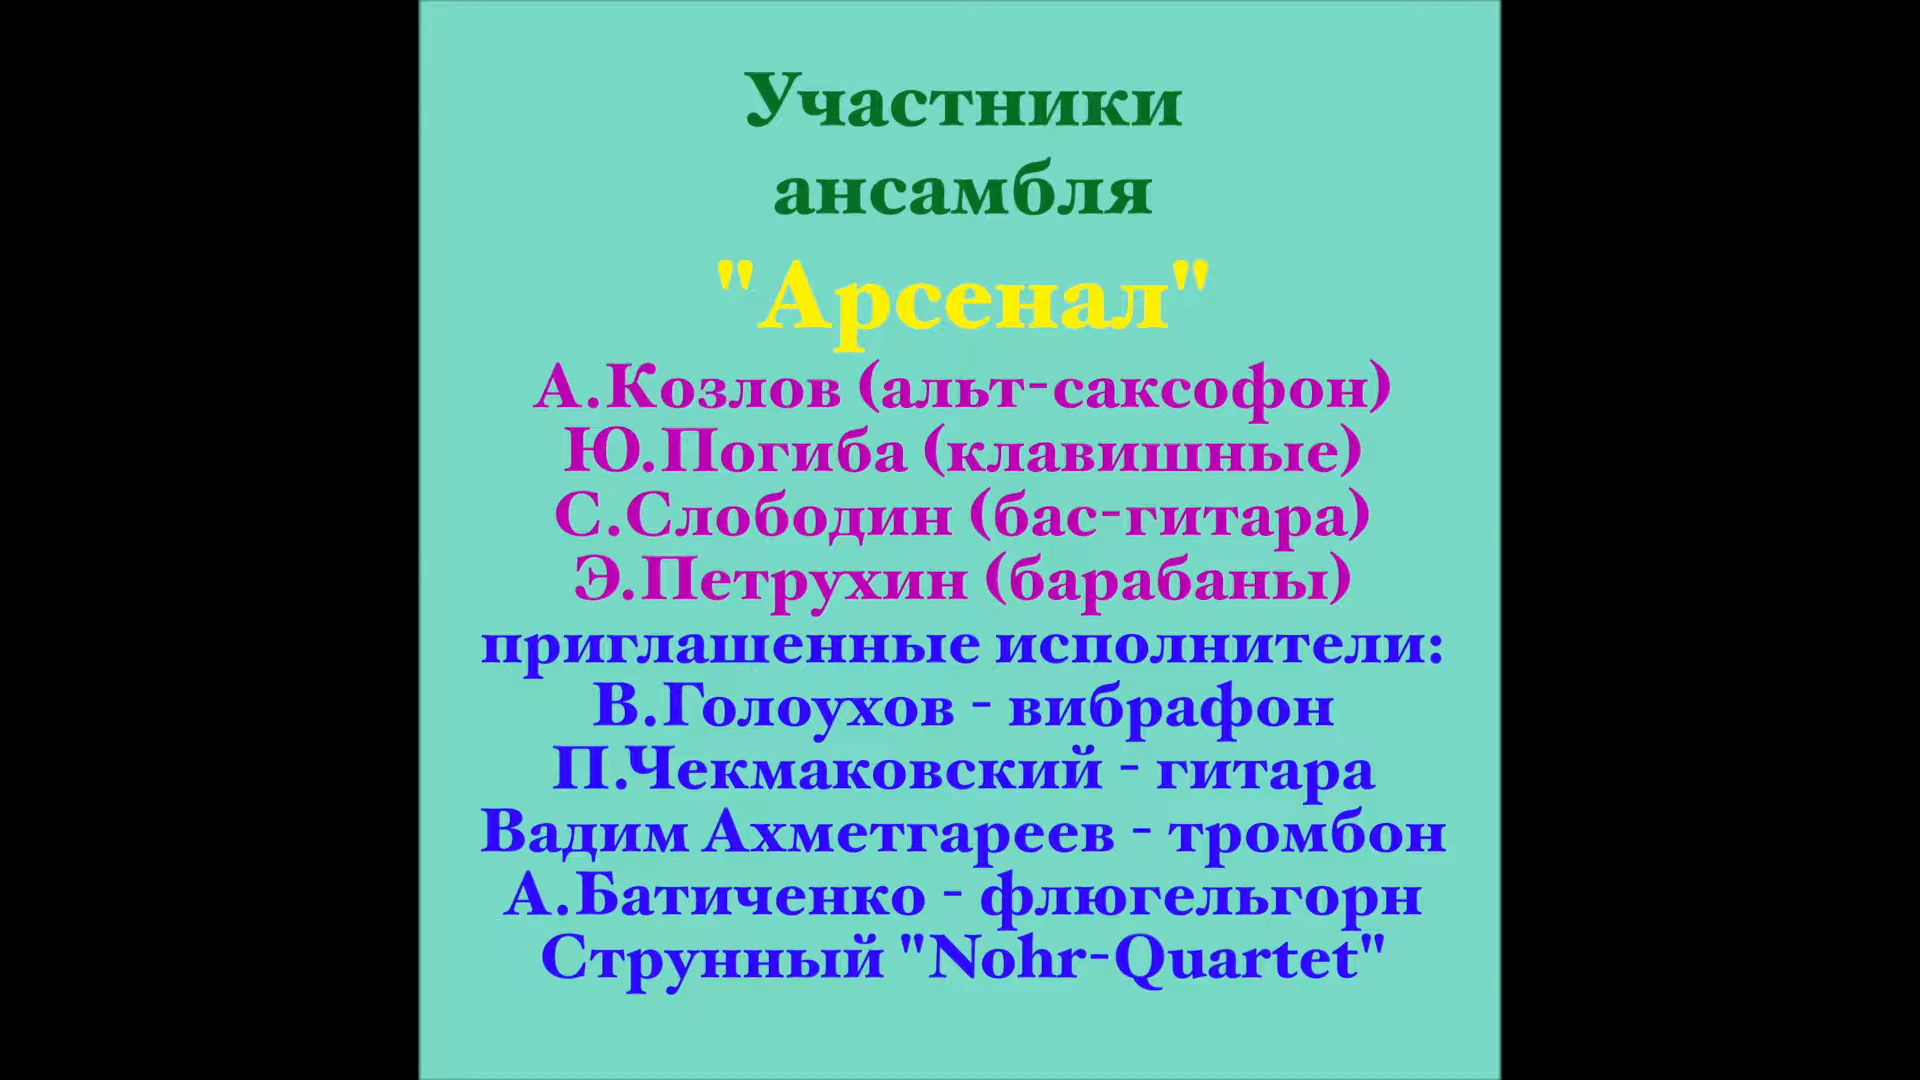 Участники
ансамбля
"Арсенал"
А.Козлов (альт-саксофон)
Ю.Погиба (клавишные)
С.Слободин (бас-гитара)
Э.Петрухин (барабаны)
приглашенные исполнители:
В.Голоухов - вибрафон
П.Чекмаковский - гитара
Вадим Ахметгареев - тромбон
А.Батиченко - флюгельгорн
Струнный "Nohr-Quartet"